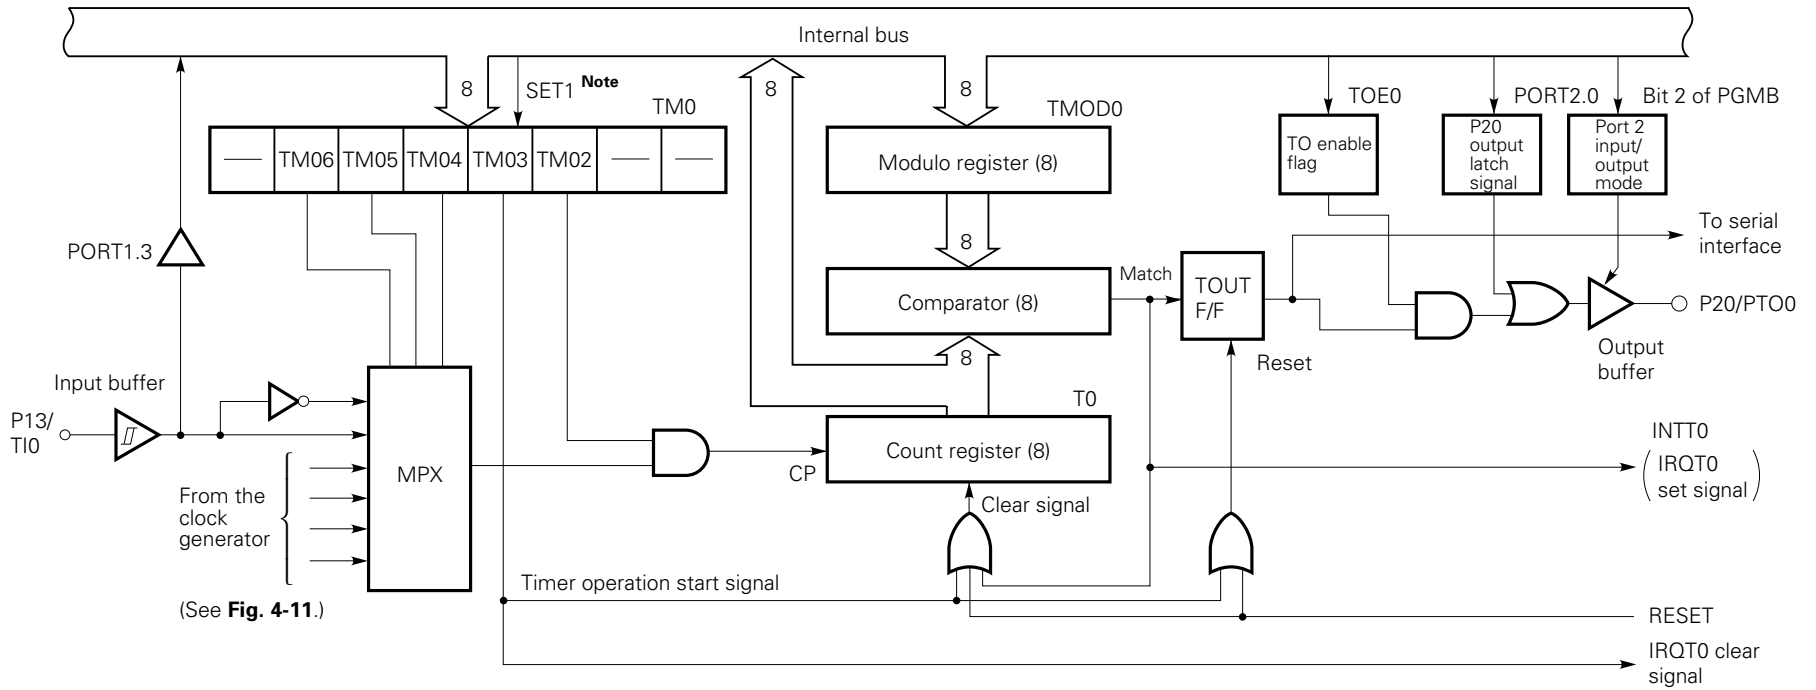 Internal bus
8
SET1 Note
TM0
8
8
TMOD0
TOE0
PORT2.0
Bit 2 of PGMB
TM06
TM05
TM04
TM03
TM02
Modulo register (8)
TO enable
flag
P20
output
latch
signal
Port 2
input/
output
mode
PORT1.3
8
To serial
interface
Comparator (8)
Match
TOUT
F/F
P20/PTO0
8
Reset
Output
buffer
Input buffer
P13/
TI0
T0
MPX
CP
Count register (8)
INTT0
(IRQT0
set signal)
From the
clock
generator
Clear signal
(See Fig. 4-11.)
Timer operation start signal
RESET
IRQT0 clear
signal